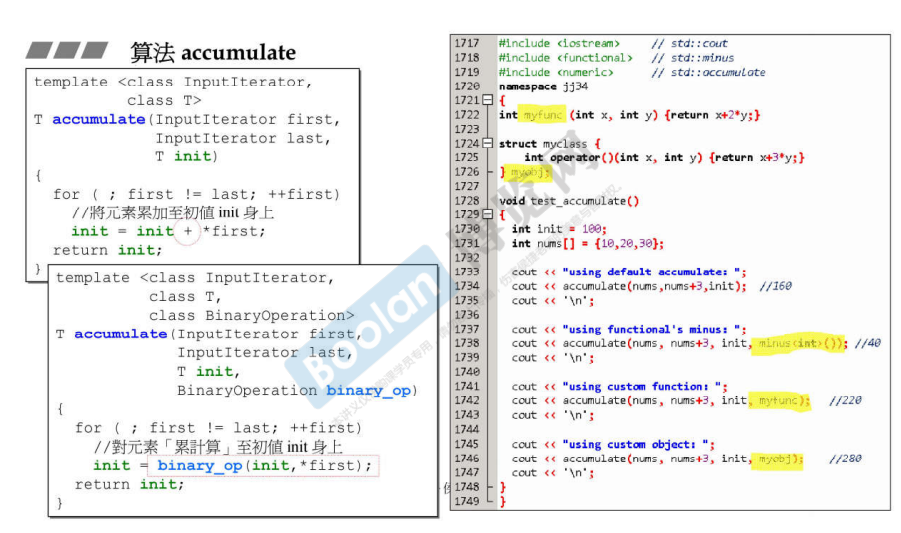 算法 accumulate
template <class InputIterator,
class T>
T accumulate(InputIterator first,
InputIterator last,
T init)
{
for ( ; first != last; ++first)
//將元素累加至初值 init 身上
init = init + *first;
return init;
}
template <class InputIterator,
class T,
class BinaryOperation>
T accumulate(InputIterator first,
InputIterator last,
T init,
BinaryOperation binary_op)
{
for ( ; first != last; ++first)
//對元素「累計算」至初值 init 身上
init = binary_op(init,*first);
return init;
}
1717 #include <iostream> // std::cout
1718 #include <functional> // std::minus
1719 #include <numeric> // std::accumulate
1720 namespace jj34
1721 {
1722 int myfunc (int x, int y) {return x+2*y;}
1723
1724 struct myclass {
1725 int operator()(int x, int y) {return x+3*y;}
1726 } myobj;
1727
1728 void test_accumulate()
1729 {
1730 int init = 100;
1731 int nums[] = {10,20,30};
1732
1733 cout << "using default accumulate: ";
1734 cout << accumulate(nums,nums+3,init); //160
1735 cout << '\n';
1736
1737 cout << "using functional's minus: ";
1738 cout << accumulate(nums, nums+3, init, minus<int>()); //40
1739 cout << '\n';
1740
1741 cout << "using custom function: ";
1742 cout << accumulate(nums, nums+3, init, myfunc); //220
1743 cout << '\n';
1744
1745 cout << "using custom object: ";
1746 cout << accumulate(nums, nums+3, init, myobj); //280
1747 cout << '\n';
1748 }
1749 }
Boolan
博览网